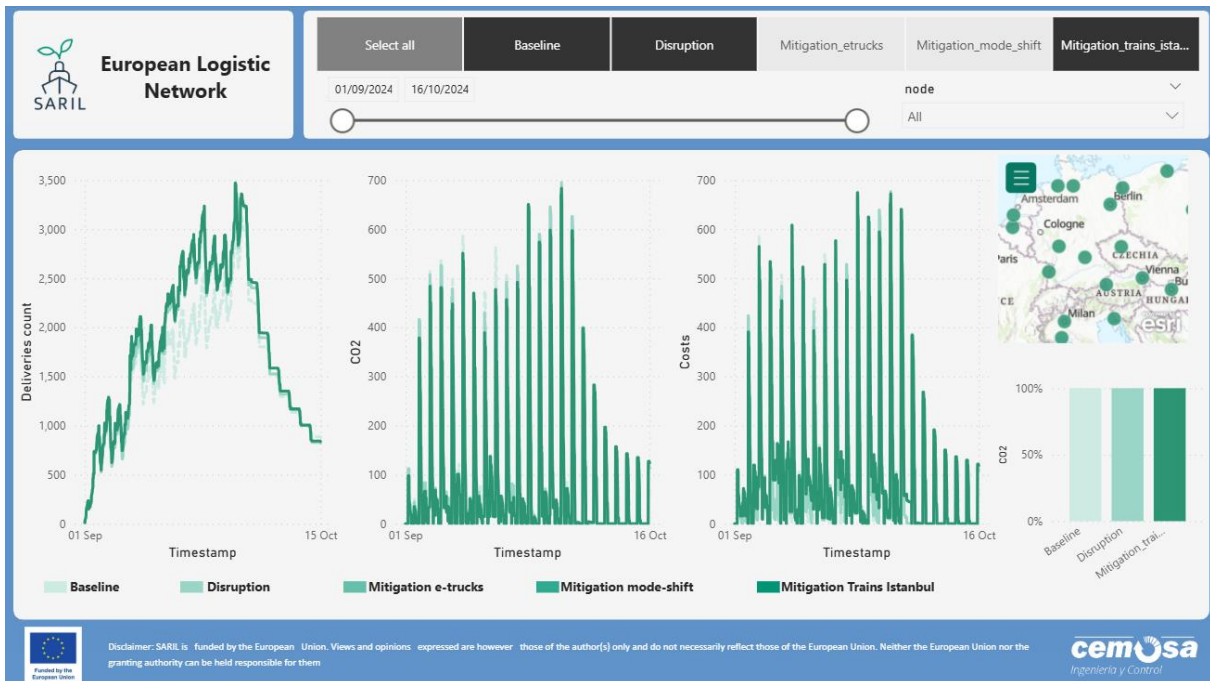 SARIL
European Logistic
Network
Select all
Baseline
Disruption
Mitigation_etrucks
Mitigation_mode_shift
Mitigation_trains_ista...
01/09/2024
16/10/2024
node
All
3,500
3,000
2,500
2,000
1,500
1,000
500
0
Deliveries count
01 Sep
15 Oct
Timestamp
700
600
500
400
300
200
100
0
CO2
01 Sep
16 Oct
Timestamp
700
600
500
400
300
200
100
0
Costs
01 Sep
16 Oct
Timestamp
Amsterdam
Berlin
Cologne
Paris
CZECHIA
Vienna
Bu
AUSTRIA
HUNGAI
CE
Milan
esri
100%
50%
0%
CO2
Baseline
Disruption
Mitigation_trai...
Baseline
Disruption
Mitigation e-trucks
Mitigation mode-shift
Mitigation Trains Istanbul
Funded by the
European Union
Disclaimer: SARIL is funded by the European Union. Views and opinions expressed are however those of the author(s) only and do not necessarily reflect those of the European Union. Neither the European Union nor the
granting authority can be held responsible for them
cemosa
Ingeniería y Control